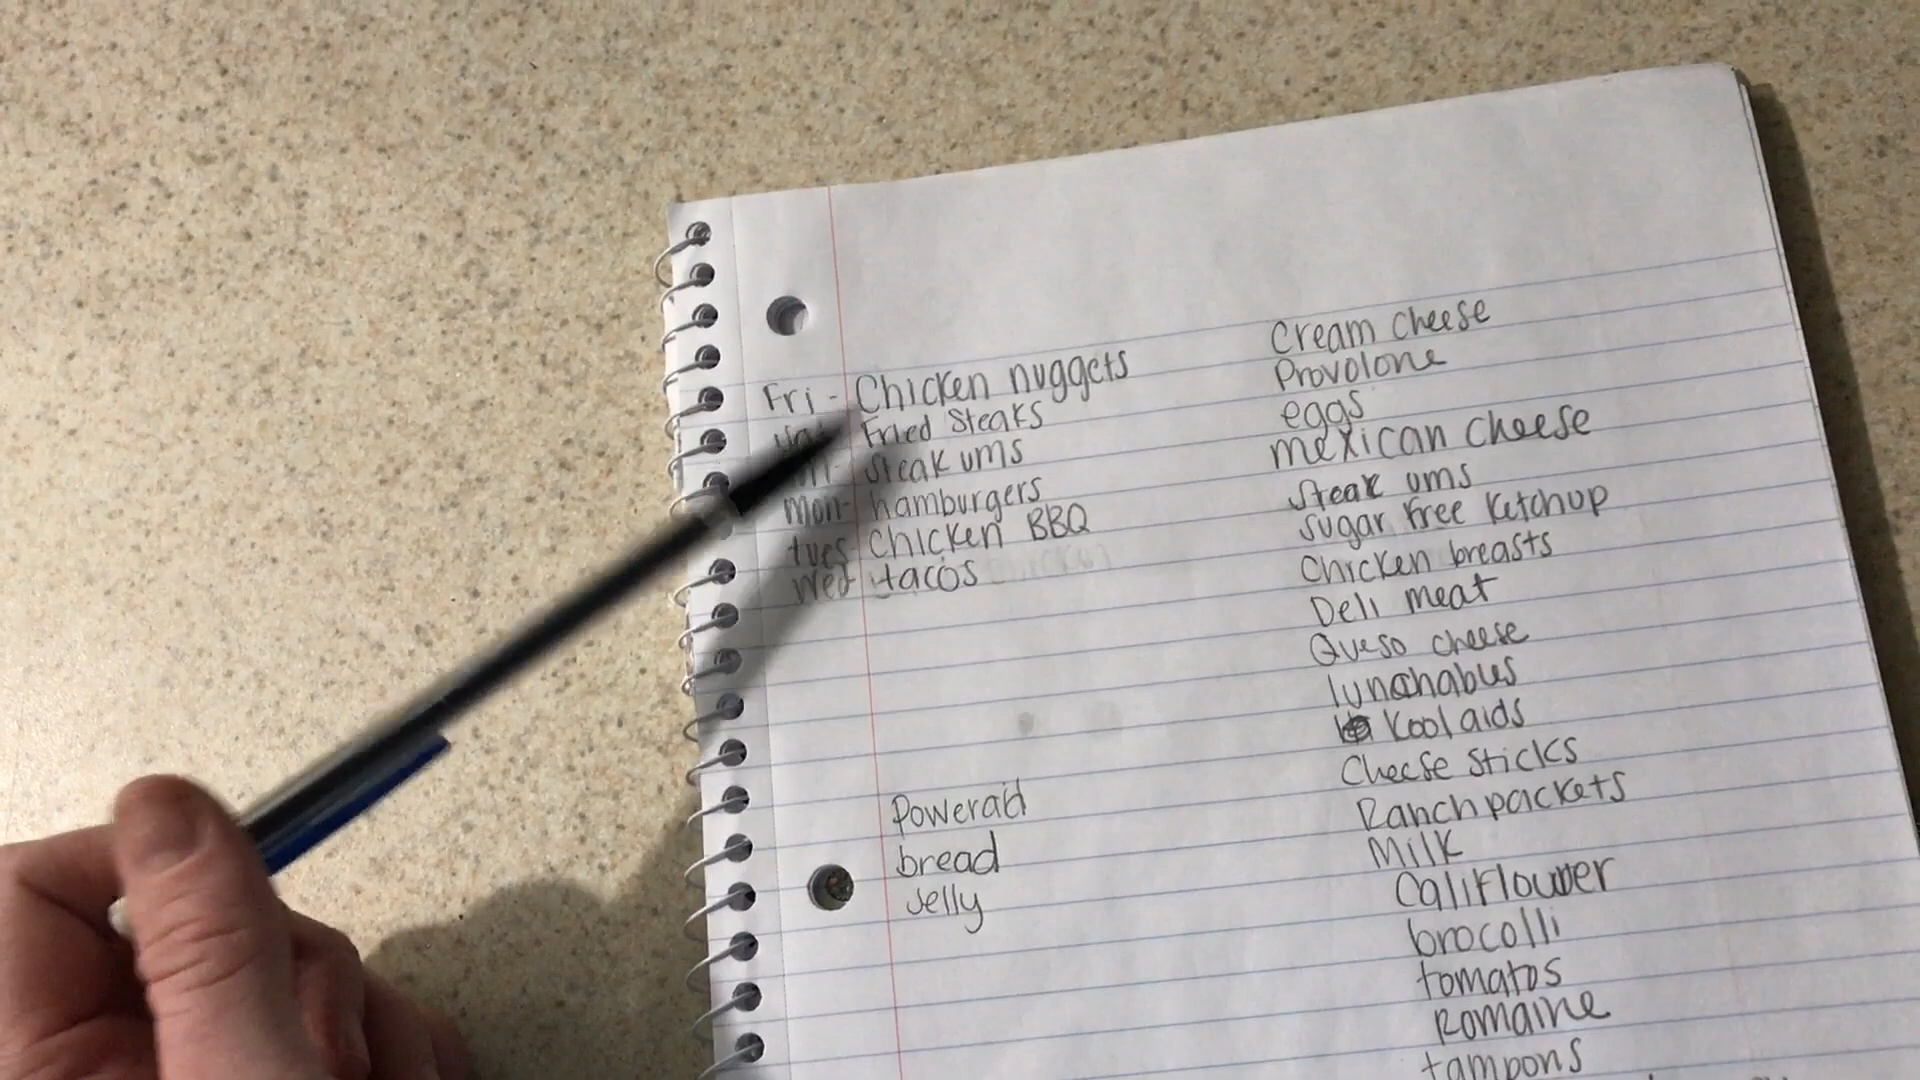 Fri- Chicken nuggets
Fried Steaks
Steak ums
Mon- hamburgers
tues- Chicken BBQ
Wed- tacos
Powerad
bread
Jelly
Cream cheese
Provolone
eggs
mexican cheese
Steak ums
sugar free ketchup
Chicken breasts
Deli meat
Queso cheese
lunchables
Kool aids
Cheese sticks
Ranch packets
Milk
Califlower
brocolli
tomatos
Romaine
tampons